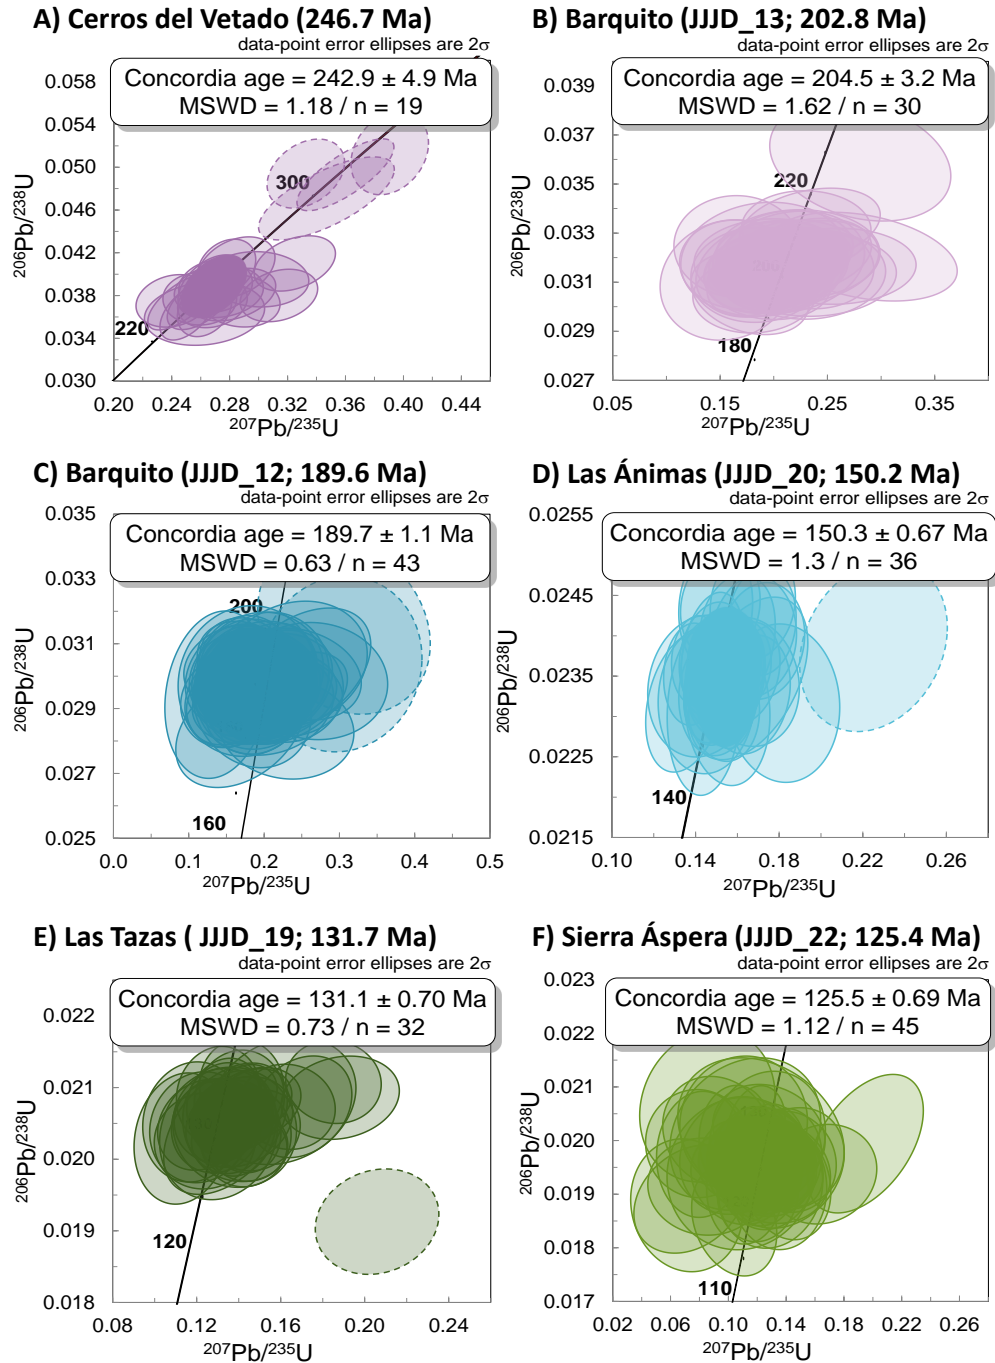 A) Cerros del Vetado (246.7 Ma)
data-point error ellipses are 2σ
Concordia age = 242.9 ± 4.9 Ma
MSWD = 1.18 / n = 19
0.058
0.054
0.050
0.046
0.042
0.038
0.034
0.030
206Pb/238U
300
220
0.20 0.24 0.28 0.32 0.36 0.40 0.44
207Pb/235U
B) Barquito (JJJD_13; 202.8 Ma)
data-point error ellipses are 2σ
Concordia age = 204.5 ± 3.2 Ma
MSWD = 1.62 / n = 30
0.039
0.037
0.035
0.033
0.031
0.029
0.027
206Pb/238U
220
200
180
0.05 0.15 0.25 0.35
207Pb/235U
C) Barquito (JJJD_12; 189.6 Ma)
data-point error ellipses are 2σ
Concordia age = 189.7 ± 1.1 Ma
MSWD = 0.63 / n = 43
0.035
0.033
0.031
0.029
0.027
0.025
206Pb/238U
200
160
0.0 0.1 0.2 0.3 0.4 0.5
207Pb/235U
D) Las Ánimas (JJJD_20; 150.2 Ma)
data-point error ellipses are 2σ
Concordia age = 150.3 ± 0.67 Ma
MSWD = 1.3 / n = 36
0.0255
0.0245
0.0235
0.0225
0.0215
206Pb/238U
140
0.10 0.14 0.18 0.22 0.26
207Pb/235U
E) Las Tazas ( JJJD_19; 131.7 Ma)
data-point error ellipses are 2σ
Concordia age = 131.1 ± 0.70 Ma
MSWD = 0.73 / n = 32
0.022
0.021
0.020
0.019
0.018
206Pb/238U
120
0.08 0.12 0.16 0.20 0.24
207Pb/235U
F) Sierra Áspera (JJJD_22; 125.4 Ma)
data-point error ellipses are 2σ
Concordia age = 125.5 ± 0.69 Ma
MSWD = 1.12 / n = 45
0.023
0.022
0.021
0.020
0.019
0.018
0.017
206Pb/238U
110
0.02 0.06 0.10 0.14 0.18 0.22 0.26
207Pb/235U